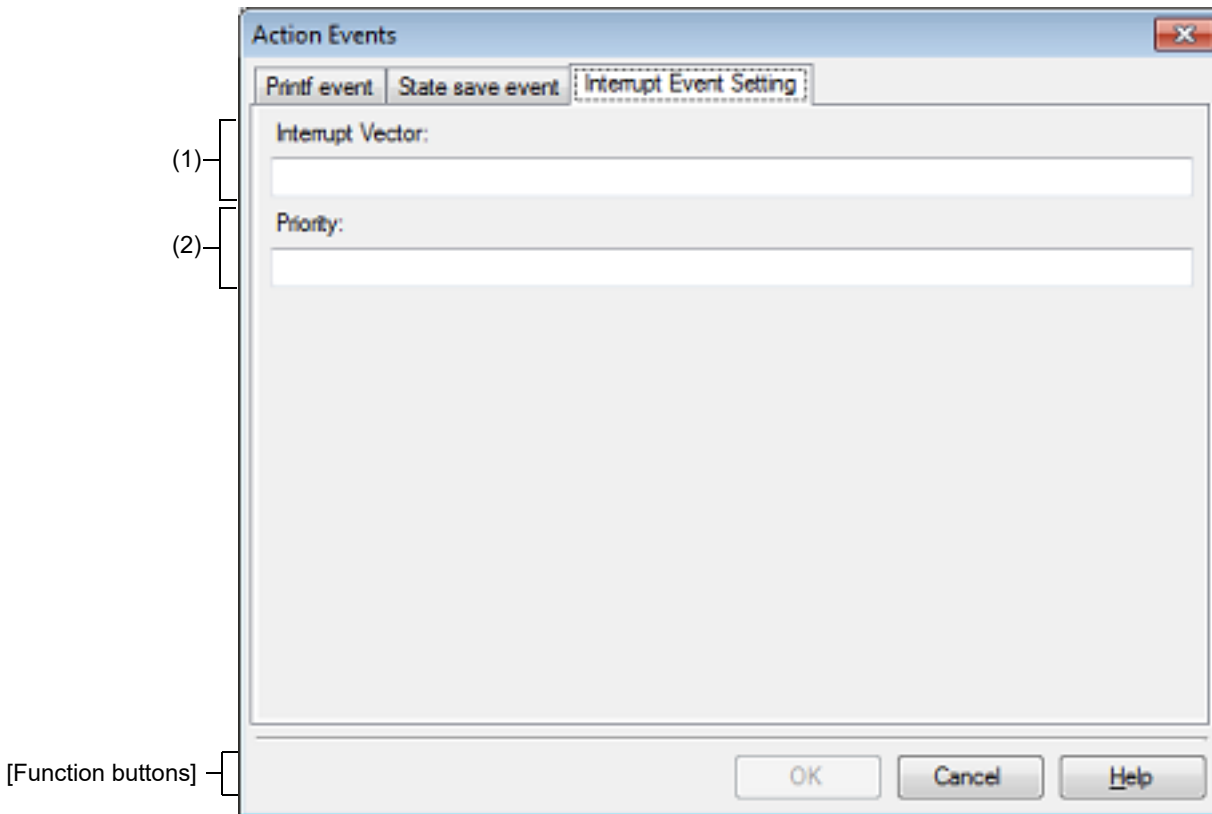 Action Events
Printf event State save event Interrupt Event Setting
(1)
Interrupt Vector:
(2)
Priority:
[Function buttons]
OK Cancel Help